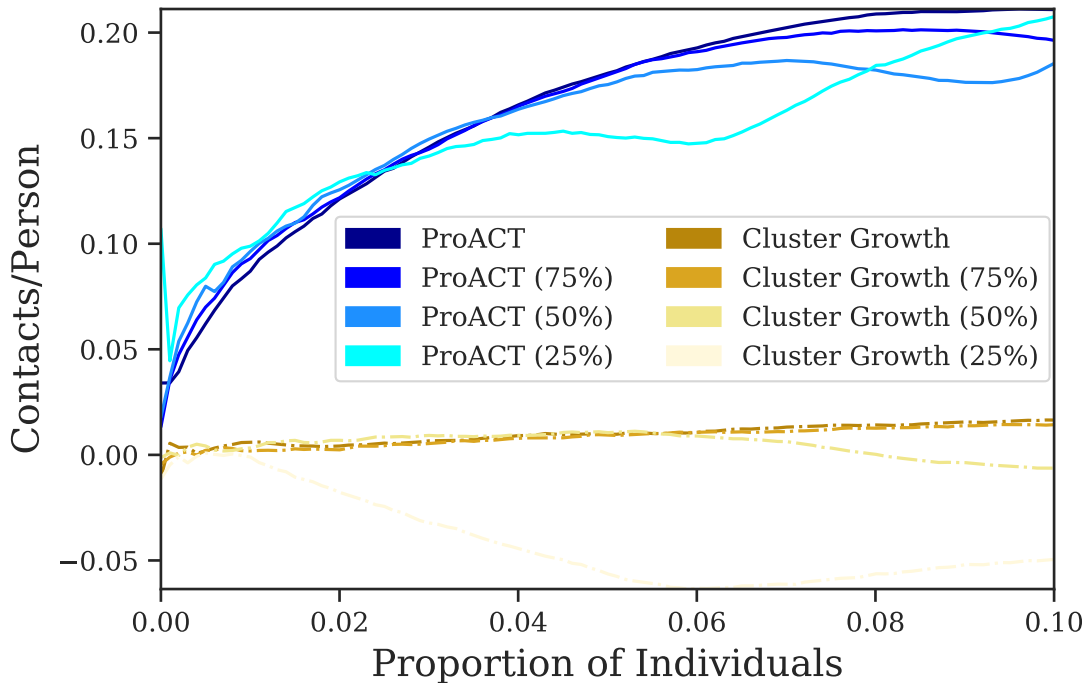 Contacts/Person
0.20
0.15
0.10
0.05
0.00
−0.05
ProACT
ProACT (75%)
ProACT (50%)
ProACT (25%)
Cluster Growth
Cluster Growth (75%)
Cluster Growth (50%)
Cluster Growth (25%)
0.00 0.02 0.04 0.06 0.08 0.10
Proportion of Individuals